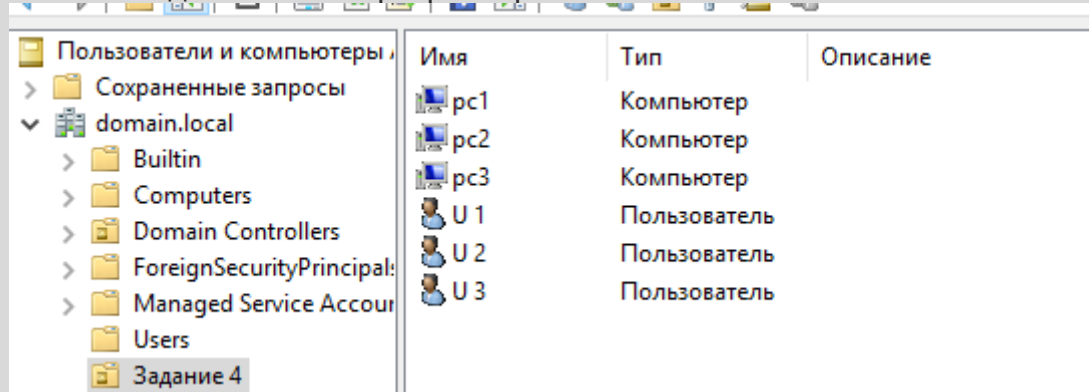 Пользователи и компьютеры
Сохраненные запросы
domain.local
Builtin
Computers
Domain Controllers
ForeignSecurityPrincipals
Managed Service Accour
Users
Задание 4
Имя Тип Описание
pc1 Компьютер
pc2 Компьютер
pc3 Компьютер
U 1 Пользователь
U 2 Пользователь
U 3 Пользователь